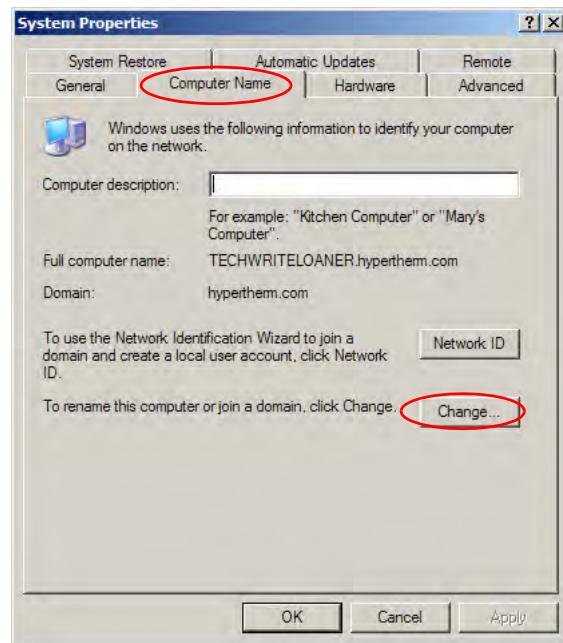 System Properties
? X
System Restore Automatic Updates Remote
General Computer Name Hardware Advanced
Windows uses the following information to identify your computer
on the network.
Computer description:
For example: "Kitchen Computer" or "Mary's
Computer".
Full computer name: TECHWRITELOANER.hypertherm.com
Domain: hypertherm.com
To use the Network Identification Wizard to join a
domain and create a local user account, click Network
ID.
Network ID
To rename this computer or join a domain, click Change.
Change...
OK Cancel Apply